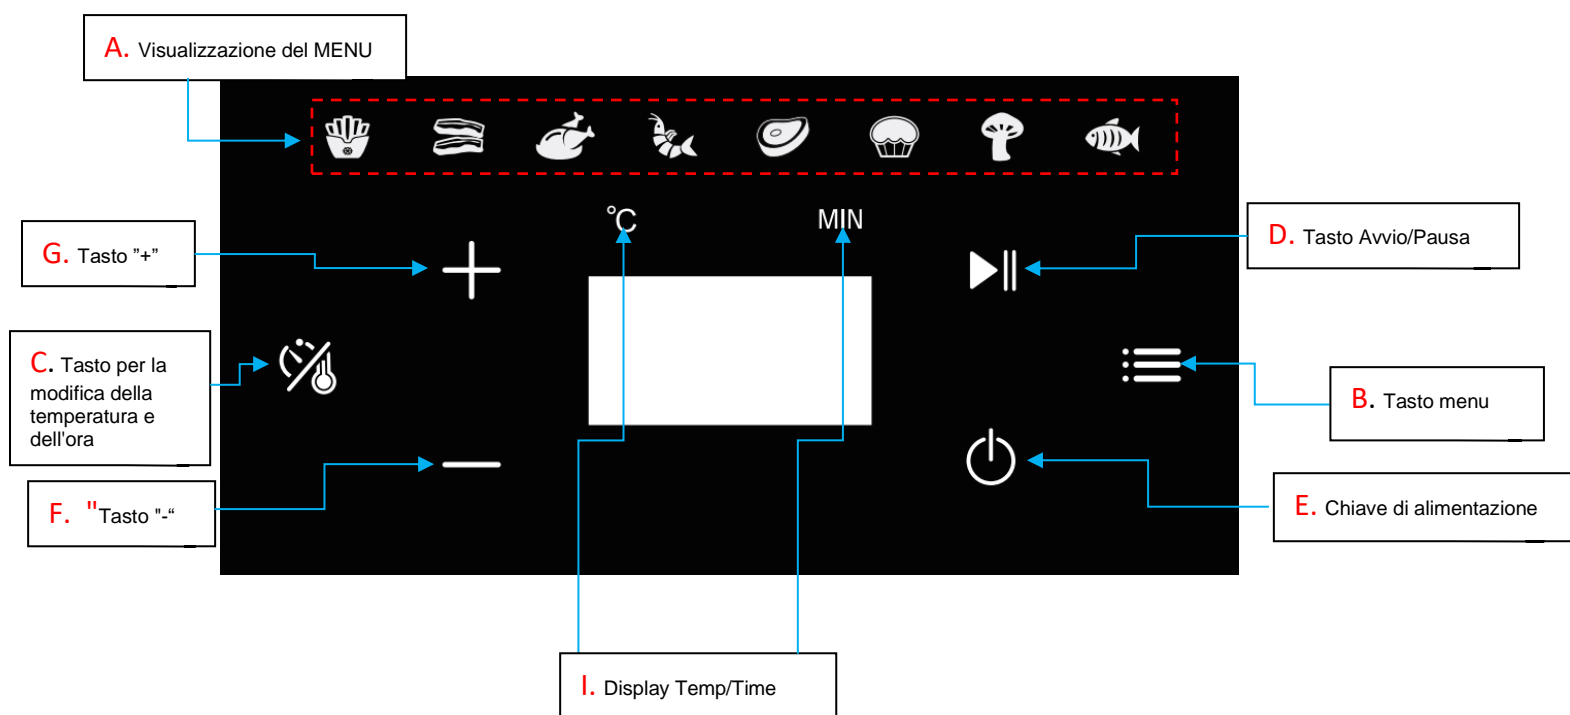 A. Visualizzazione del MENU
°C
MIN
G. Tasto ”+”
D. Tasto Avvio/Pausa
C. Tasto per la
modifica della
temperatura e
dell'ora
B. Tasto menu
F. "Tasto "-“
E. Chiave di alimentazione
I. Display Temp/Time